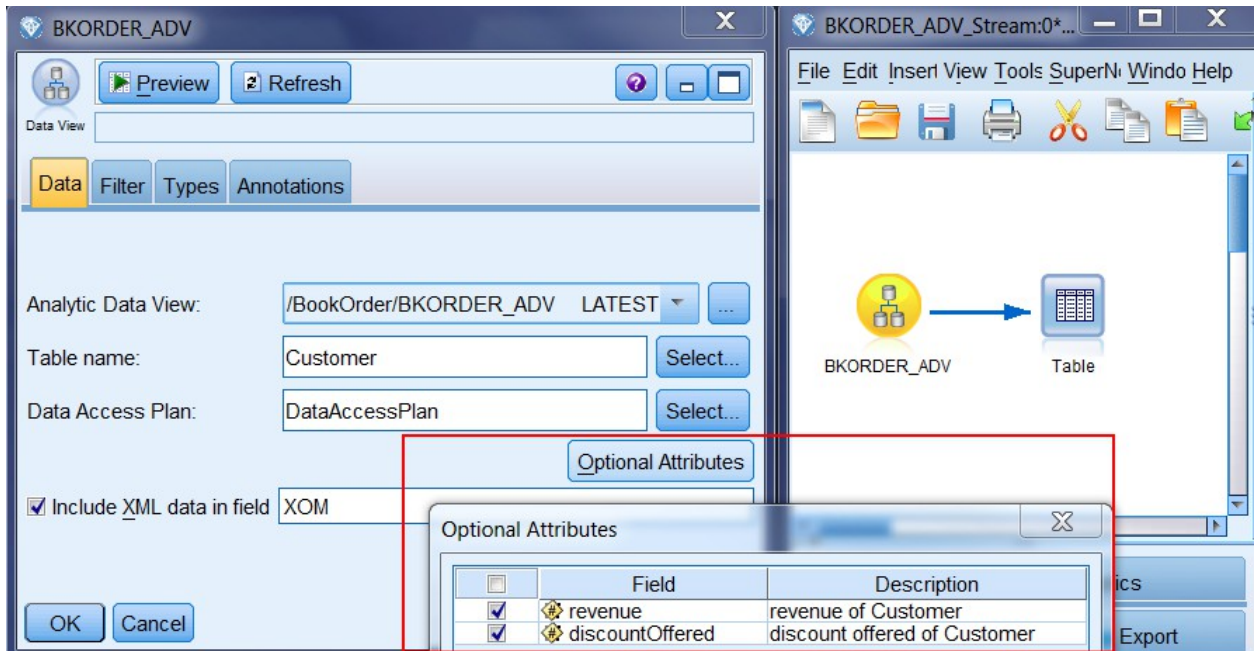 BKORDER_ADV
Preview
Refresh
Data View
Data Filter Types Annotations
Analytic Data View: /BookOrder/BKORDER_ADV LATEST ...
Table name: Customer Select...
Data Access Plan: DataAccessPlan Select...
Optional Attributes
Include XML data in field XOM
OK Cancel
Optional Attributes
Field Description
revenue revenue of Customer
discountOffered discount offered of Customer
BKORDER_ADV_Stream:0*...
File Edit Insert View Tools SuperN Windo Help
BKORDER_ADV Table
ics
Export